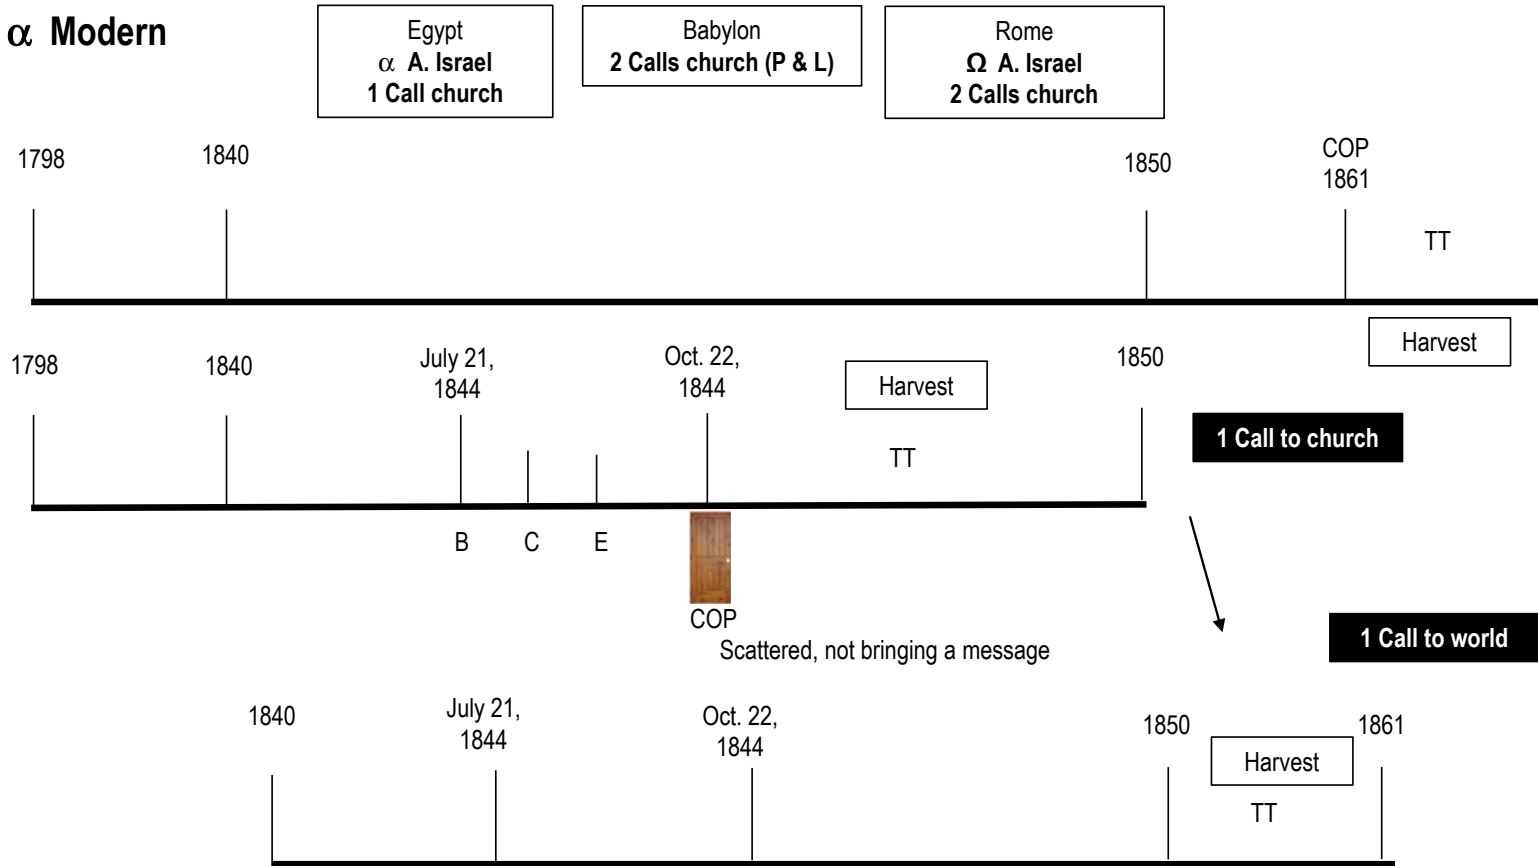 α Modern
Egypt
α A. Israel
1 Call church
Babylon
2 Calls church (P & L)
Rome
Ω A. Israel
2 Calls church
1798
1840
1850
COP
1861
TT
Harvest
1798
1840
July 21,
1844
Oct. 22,
1844
Harvest
1850
TT
1 Call to church
B
C
E
COP
Scattered, not bringing a message
1 Call to world
1840
July 21,
1844
Oct. 22,
1844
1850
Harvest
1861
TT